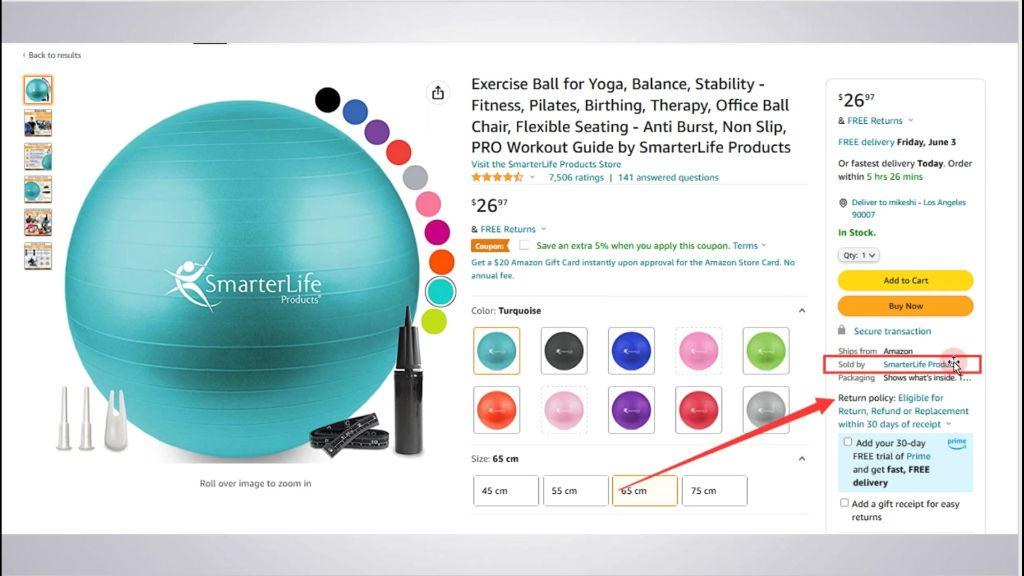 ‹ Back to results
SmarterLife
Products
Roll over image to zoom in
Exercise Ball for Yoga, Balance, Stability -
Fitness, Pilates, Birthing, Therapy, Office Ball
Chair, Flexible Seating - Anti Burst, Non Slip,
PRO Workout Guide by SmarterLife Products
Visit the SmarterLife Products Store
7,506 ratings | 141 answered questions
$26⁹⁷
& FREE Returns
Coupon: Save an extra 5% when you apply this coupon. Terms
Get a $20 Amazon Gift Card instantly upon approval for the Amazon Store Card. No
annual fee.
Color: Turquoise
Size: 65 cm
45 cm 55 cm 65 cm 75 cm
$26⁹⁷
& FREE Returns
FREE delivery Friday, June 3
Or fastest delivery Today. Order
within 5 hrs 26 mins
Deliver to mikeshi - Los Angeles
90007
In Stock.
Qty: 1
Add to Cart
Buy Now
Secure transaction
Ships from Amazon
Sold by SmarterLife Products
Packaging Shows what's inside. T...
Return policy: Eligible for
Return, Refund or Replacement
within 30 days of receipt
Add your 30-day
FREE trial of Prime
and get fast, FREE
delivery
prime
Add a gift receipt for easy
returns